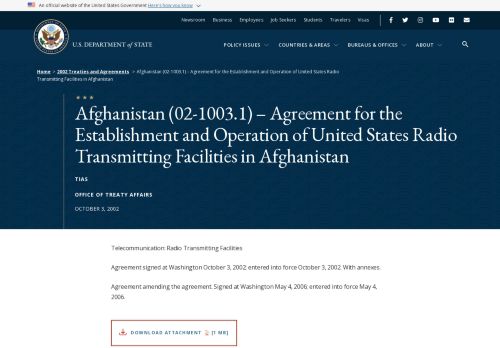 An official website of the United States Government Here's how you know
Newsroom Business Employees Job Seekers Students Travelers Visas
U.S. DEPARTMENT of STATE
POLICY ISSUES COUNTRIES & AREAS BUREAUS & OFFICES ABOUT
Home > 2002 Treaties and Agreements > Afghanistan (02-1003.1) – Agreement for the Establishment and Operation of United States Radio
Transmitting Facilities in Afghanistan
Afghanistan (02-1003.1) – Agreement for the
Establishment and Operation of United States Radio
Transmitting Facilities in Afghanistan
TIAS
OFFICE OF TREATY AFFAIRS
OCTOBER 3, 2002
Telecommunication: Radio Transmitting Facilities
Agreement signed at Washington October 3, 2002; entered into force October 3, 2002. With annexes.
Agreement amending the agreement. Signed at Washington May 4, 2006; entered into force May 4,
2006.
DOWNLOAD ATTACHMENT [1 MB]